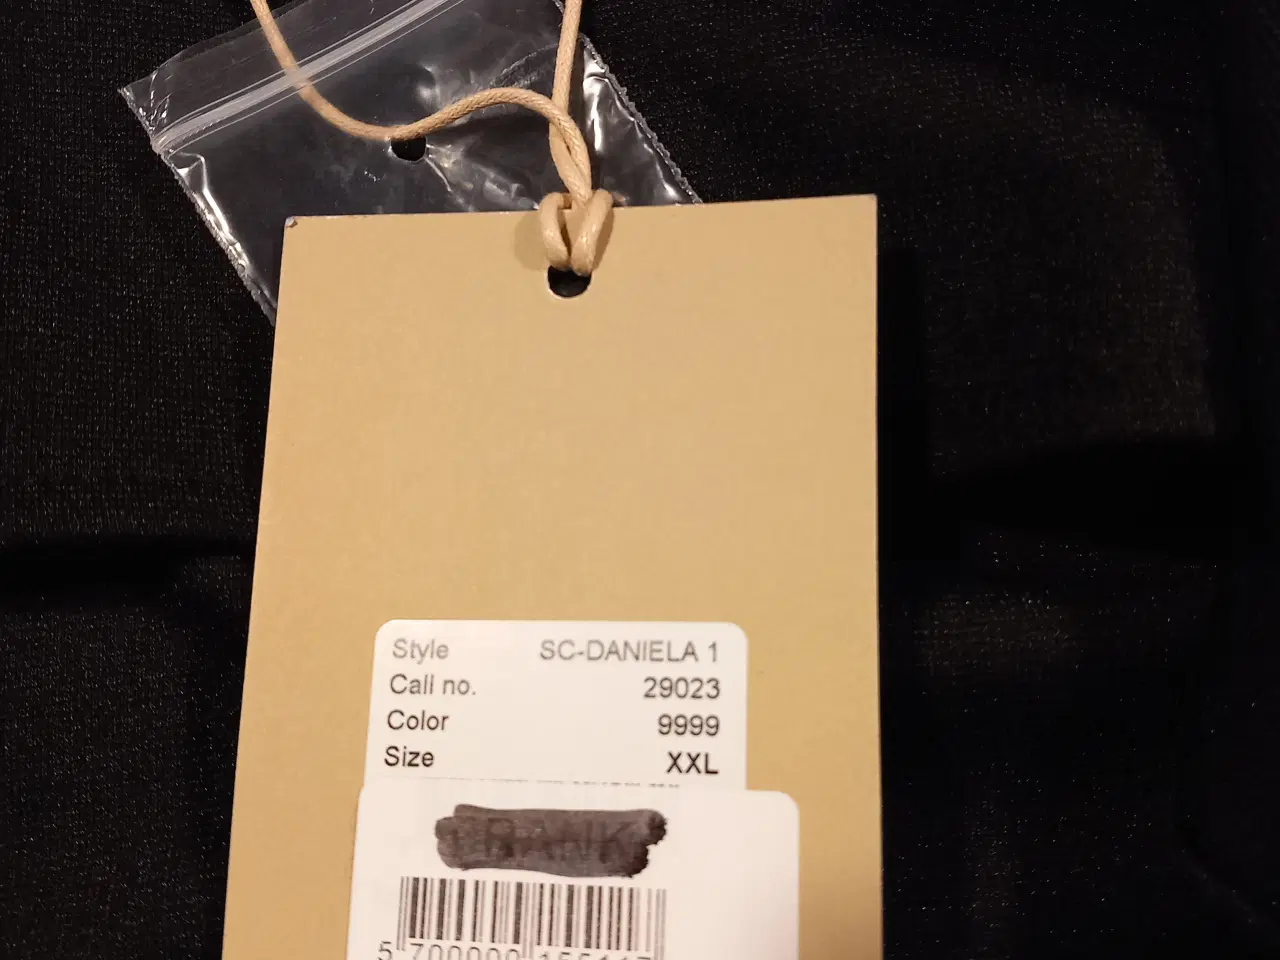 Style SC-DANIELA 1
Call no. 29023
Color 9999
Size XXL